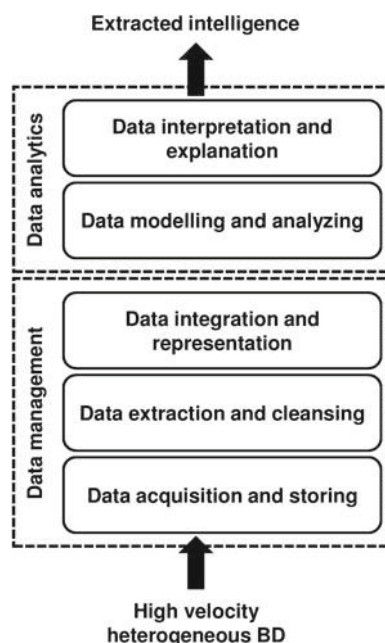 Extracted intelligence
Data analytics
Data interpretation and
explanation
Data modelling and analyzing
Data management
Data integration and
representation
Data extraction and cleansing
Data acquisition and storing
High velocity
heterogeneous BD